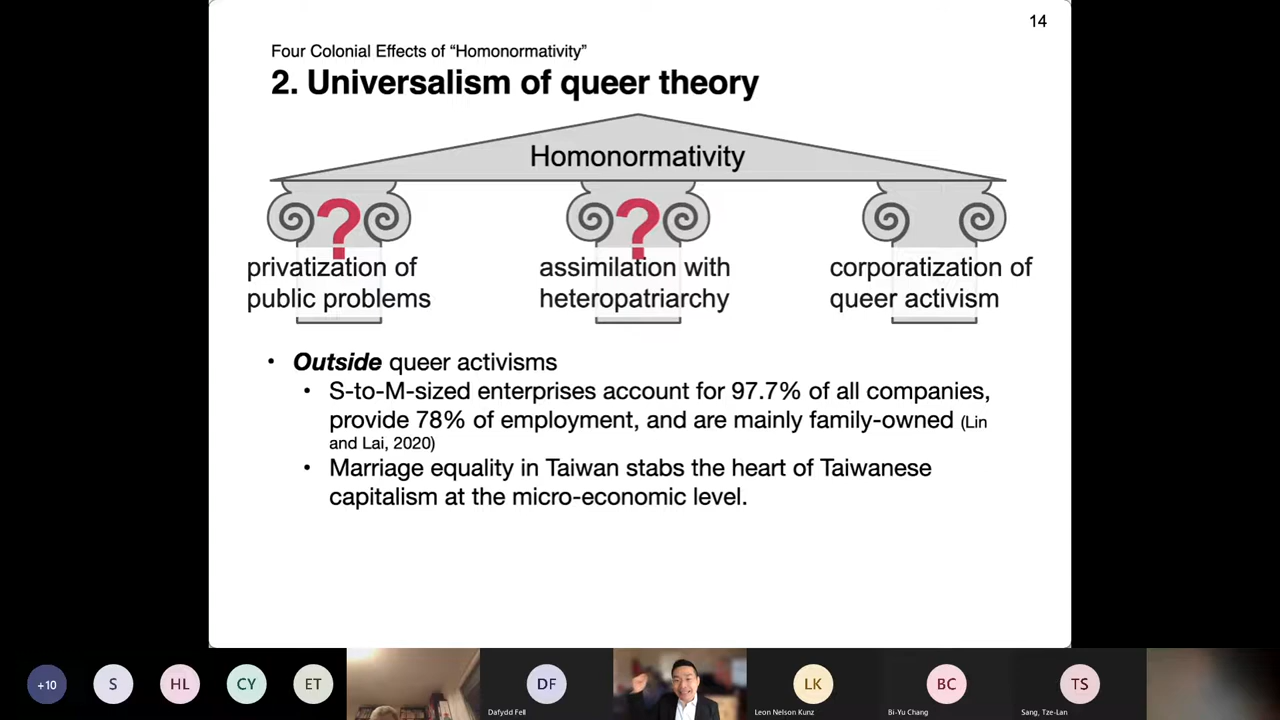 14
Four Colonial Effects of “Homonormativity”
2. Universalism of queer theory
Homonormativity
?
?
privatization of
public problems
assimilation with
heteropatriarchy
corporatization of
queer activism
• Outside queer activisms
• S-to-M-sized enterprises account for 97.7% of all companies,
provide 78% of employment, and are mainly family-owned (Lin
and Lai, 2020)
• Marriage equality in Taiwan stabs the heart of Taiwanese
capitalism at the micro-economic level.
+10
S
HL
CY
ET
DF
Dafydd Fell
LK
Leon Nelson Kunz
BC
Bi-Yu Chang
TS
Sang, Tze-Lan